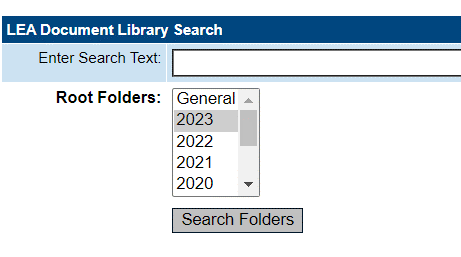 LEA Document Library Search
Enter Search Text:
Root Folders:
General
2023
2022
2021
2020
Search Folders